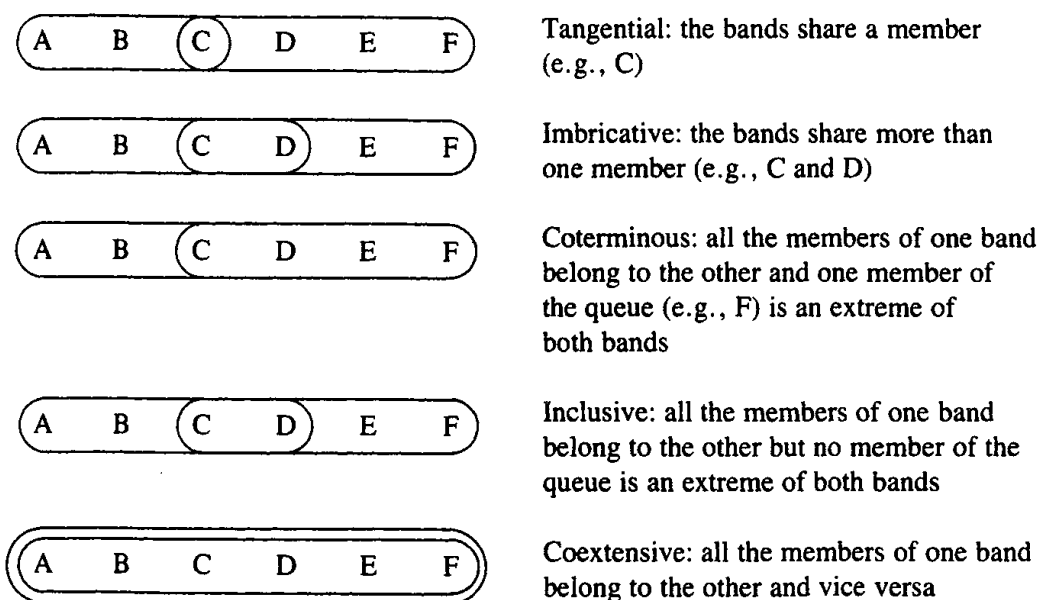 A B C D E F
Tangential: the bands share a member
(e.g., C)
A B C D E F
Imbricative: the bands share more than
one member (e.g., C and D)
A B C D E F
Coterminous: all the members of one band
belong to the other and one member of
the queue (e.g., F) is an extreme of
both bands
A B C D E F
Inclusive: all the members of one band
belong to the other but no member of the
queue is an extreme of both bands
A B C D E F
Coextensive: all the members of one band
belong to the other and vice versa